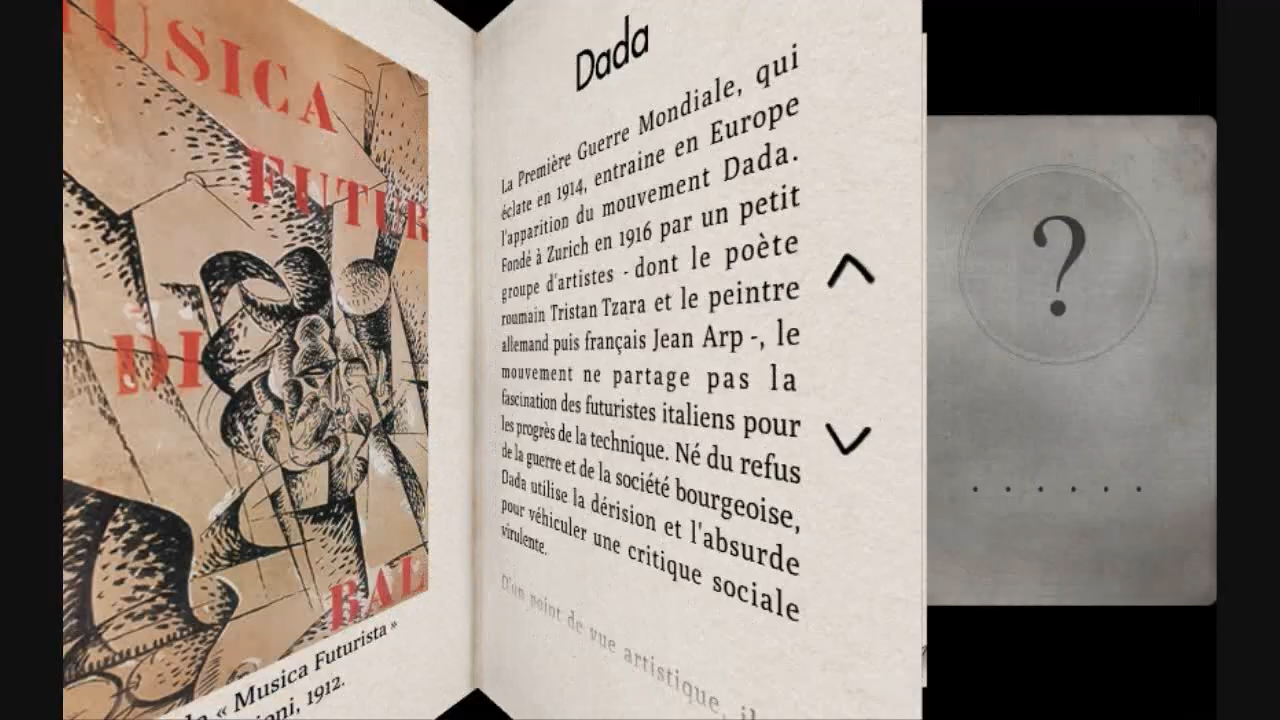 MUSICA
FUTUR
DI
BAL
« Musica Futurista »
ioni, 1912.
Dada
La Première Guerre Mondiale, qui
éclate en 1914, entraine en Europe
l'apparition du mouvement Dada.
Fondé à Zurich en 1916 par un petit
groupe d'artistes - dont le poète
roumain Tristan Tzara et le peintre
allemand puis français Jean Arp -, le
mouvement ne partage pas la
fascination des futuristes italiens pour
les progrès de la technique. Né du refus
de la guerre et de la société bourgeoise,
Dada utilise la dérision et l'absurde
pour véhiculer une critique sociale
virulente.
D'un point de vue artistique, il
?
. . . . . .